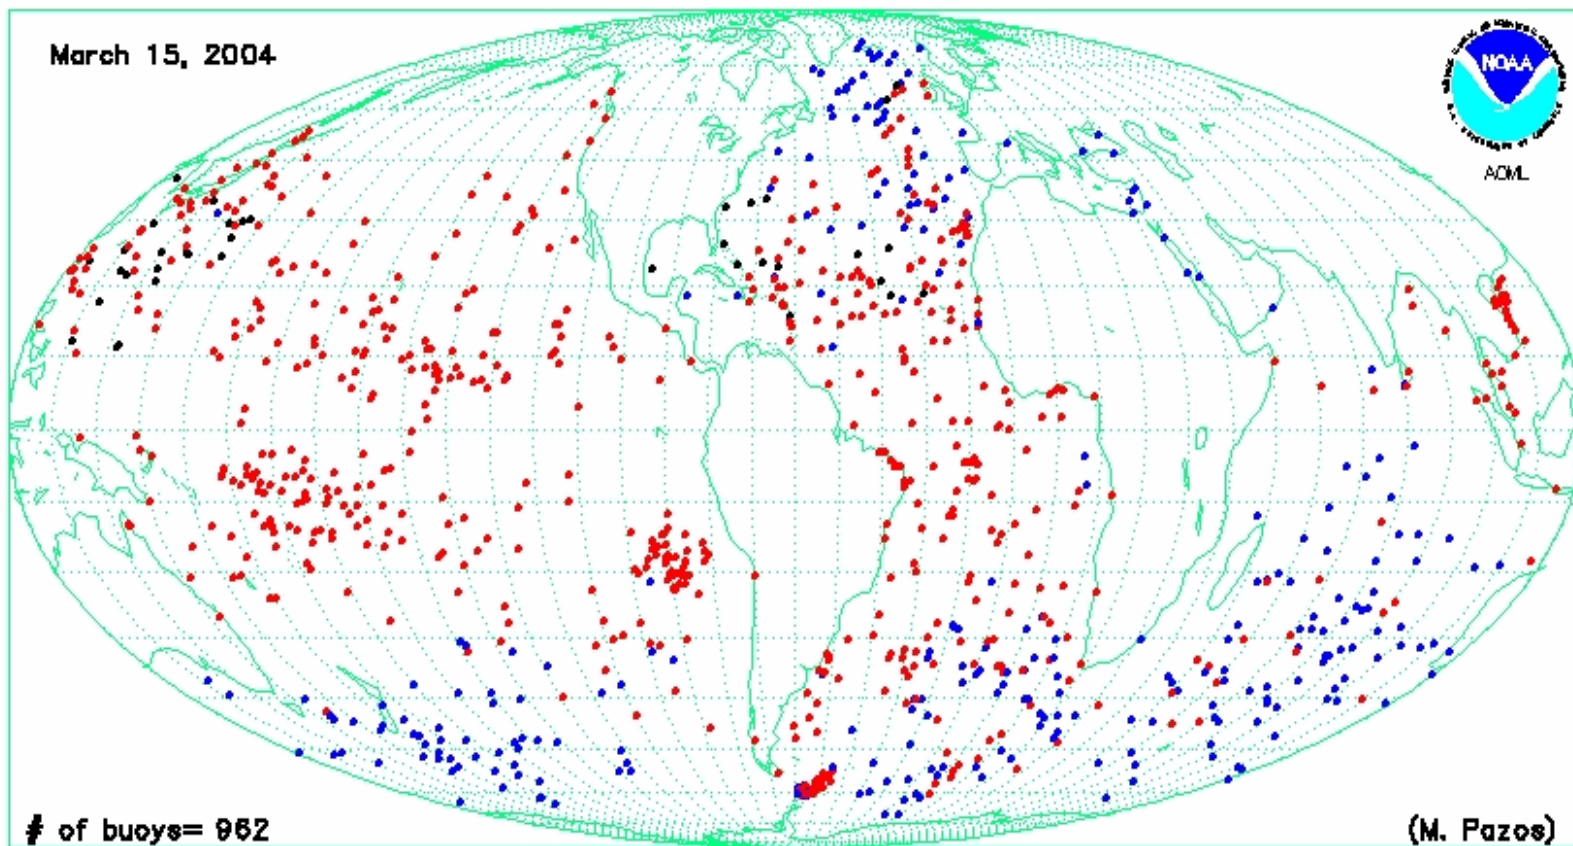 March 15, 2004
NOAA
AOML
# of buoys= 962
(M. Pazos)